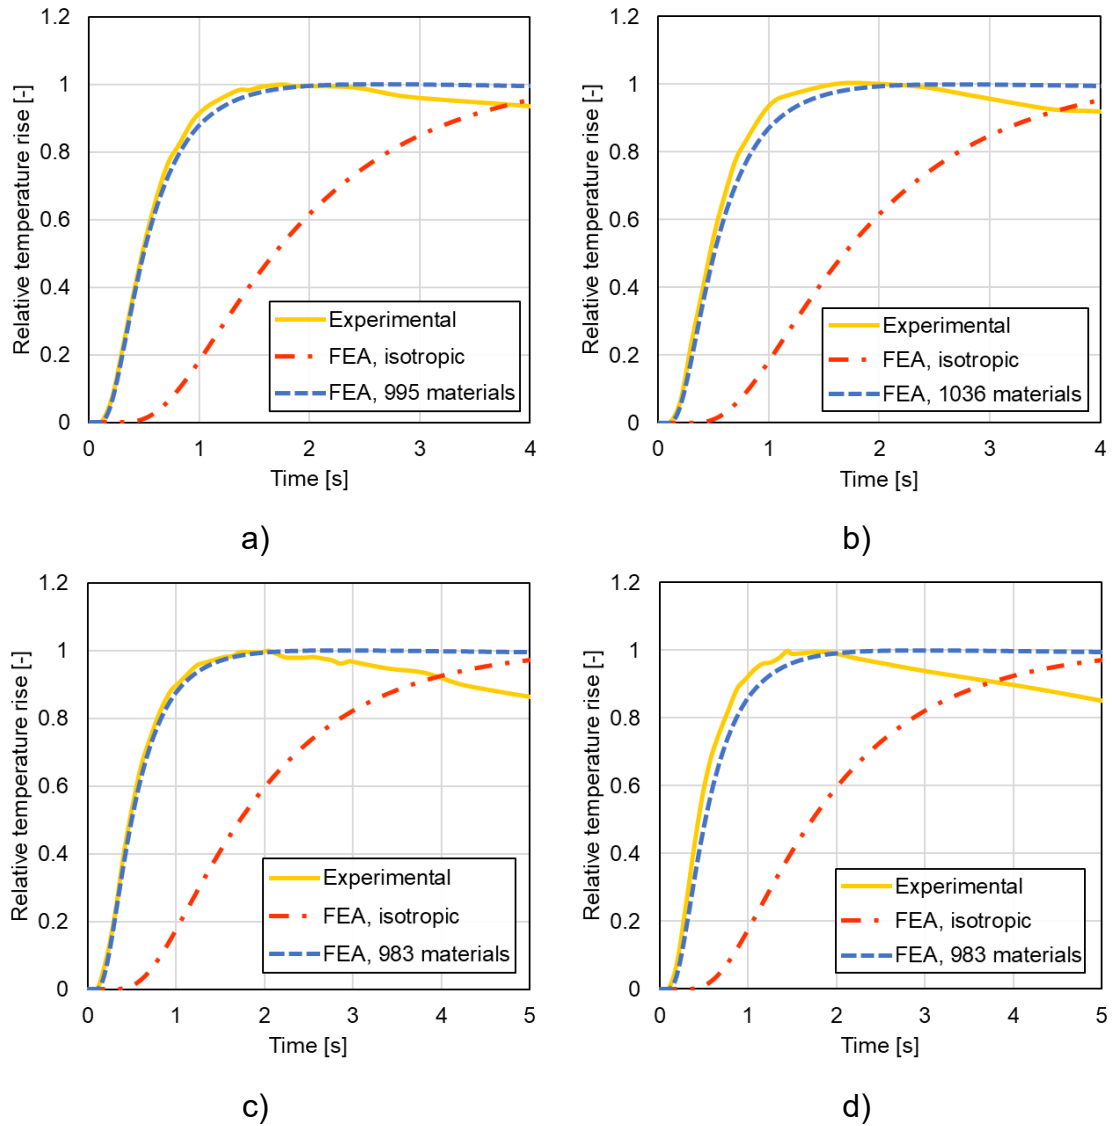 1.2
1
0.8
0.6
0.4
0.2
0
Relative temperature rise [-]
Experimental
FEA, isotropic
FEA, 995 materials
0 1 2 3 4
Time [s]
a)
1.2
1
0.8
0.6
0.4
0.2
0
Relative temperature rise [-]
Experimental
FEA, isotropic
FEA, 1036 materials
0 1 2 3 4
Time [s]
b)
1.2
1
0.8
0.6
0.4
0.2
0
Relative temperature rise [-]
Experimental
FEA, isotropic
FEA, 983 materials
0 1 2 3 4 5
Time [s]
c)
1.2
1
0.8
0.6
0.4
0.2
0
Relative temperature rise [-]
Experimental
FEA, isotropic
FEA, 983 materials
0 1 2 3 4 5
Time [s]
d)